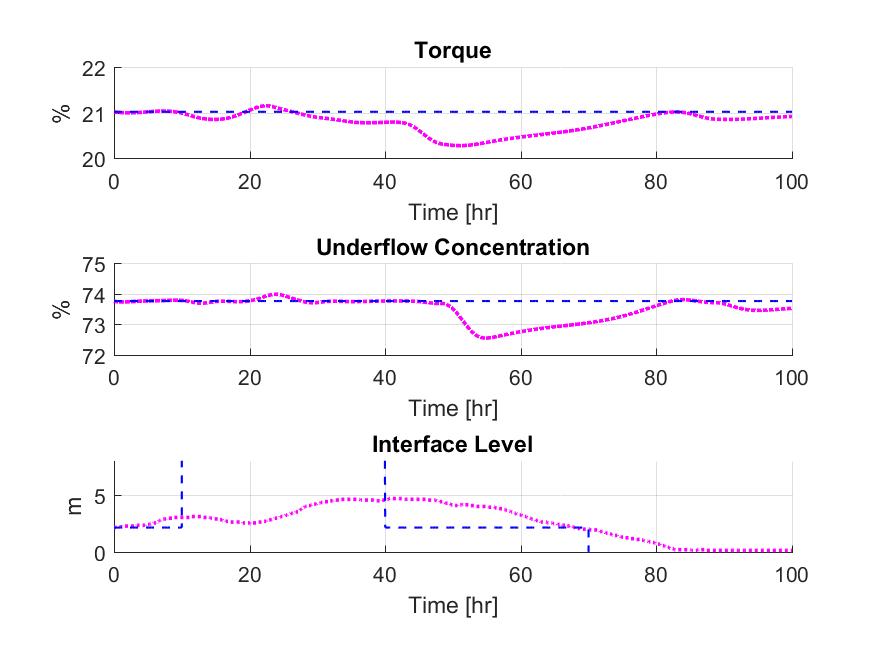 Torque
22
21
20
%
0 20 40 60 80 100
Time [hr]
Underflow Concentration
75
74
73
72
%
0 20 40 60 80 100
Time [hr]
Interface Level
5
0
m
0 20 40 60 80 100
Time [hr]